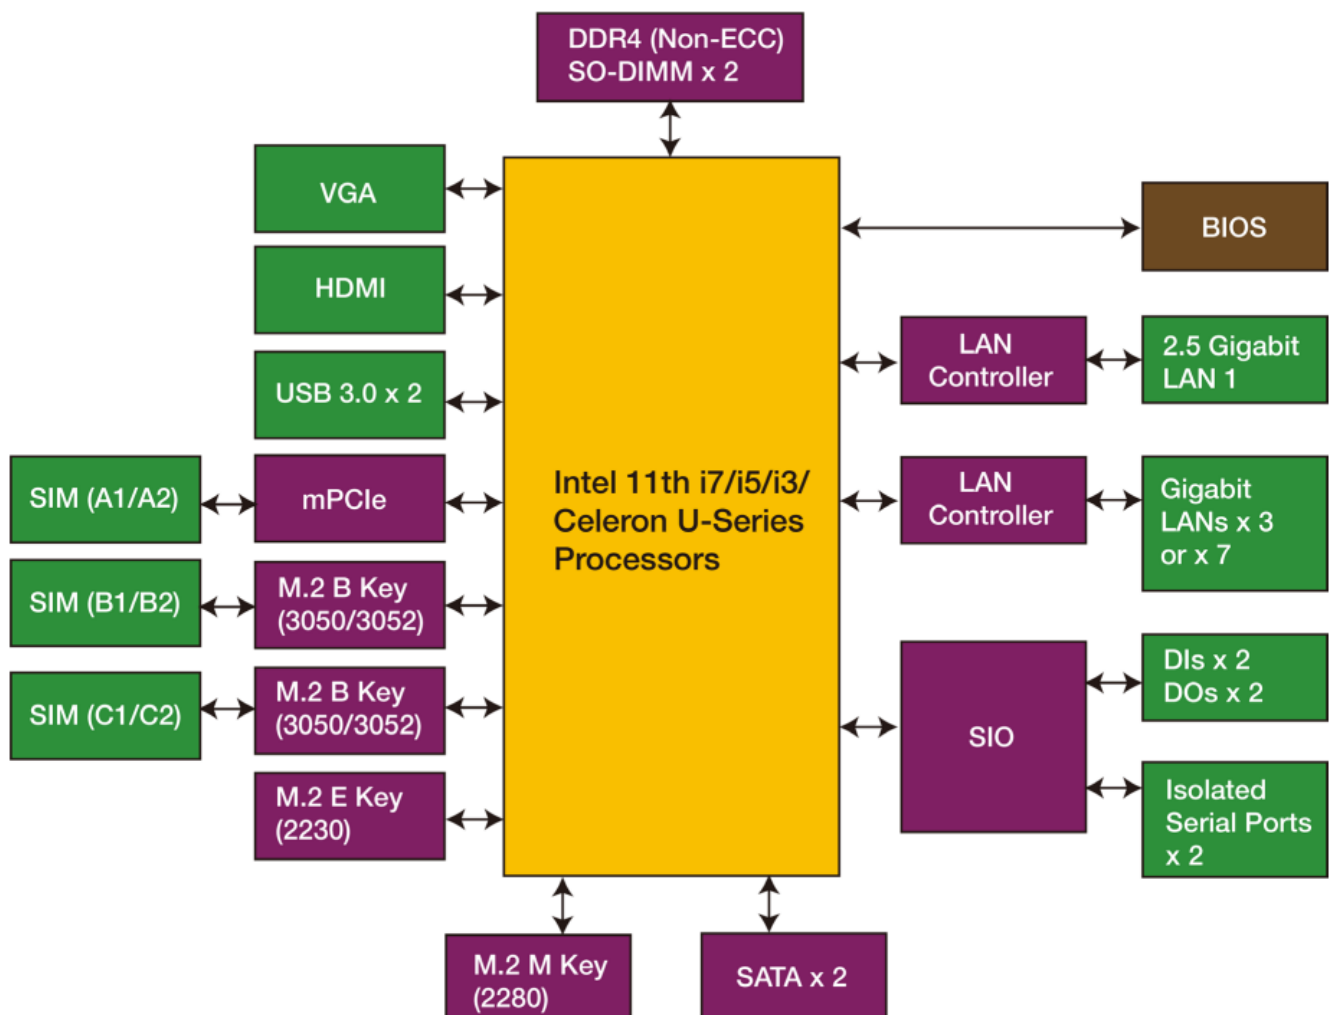 DDR4 (Non-ECC)
SO-DIMM x 2
VGA
BIOS
HDMI
LAN
Controller
2.5 Gigabit
LAN 1
USB 3.0 x 2
SIM (A1/A2)
mPCIe
Intel 11th i7/i5/i3/
Celeron U-Series
Processors
LAN
Controller
Gigabit
LANs x 3
or x 7
SIM (B1/B2)
M.2 B Key
(3050/3052)
SIM (C1/C2)
M.2 B Key
(3050/3052)
SIO
DIs x 2
DOs x 2
M.2 E Key
(2230)
Isolated
Serial Ports
x 2
M.2 M Key
(2280)
SATA x 2